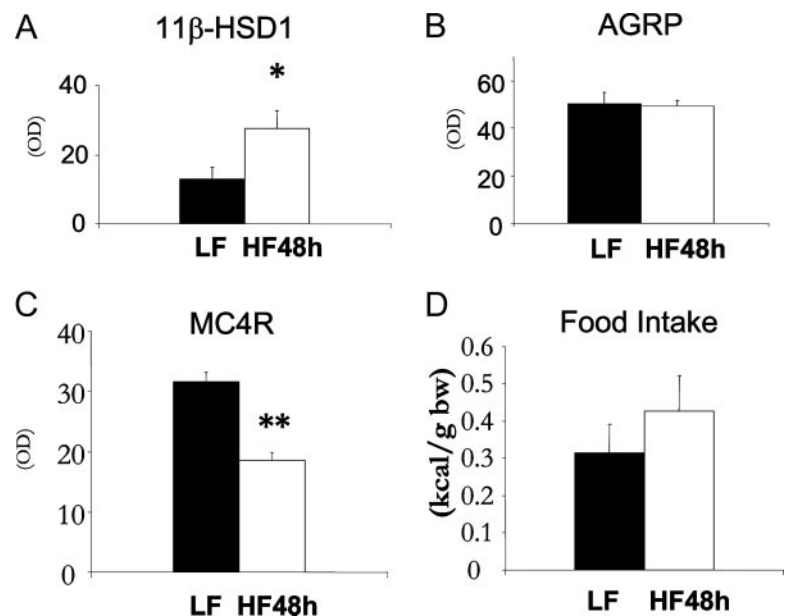 A
11β-HSD1
*
40
20
0
(OD)
LF HF48h
B
AGRP
60
40
20
0
(OD)
LF HF48h
C
MC4R
**
40
30
20
10
0
(OD)
LF HF48h
D
Food Intake
0.6
0.5
0.4
0.3
0.2
0.1
0
(kcal/g bw)
LF HF48h